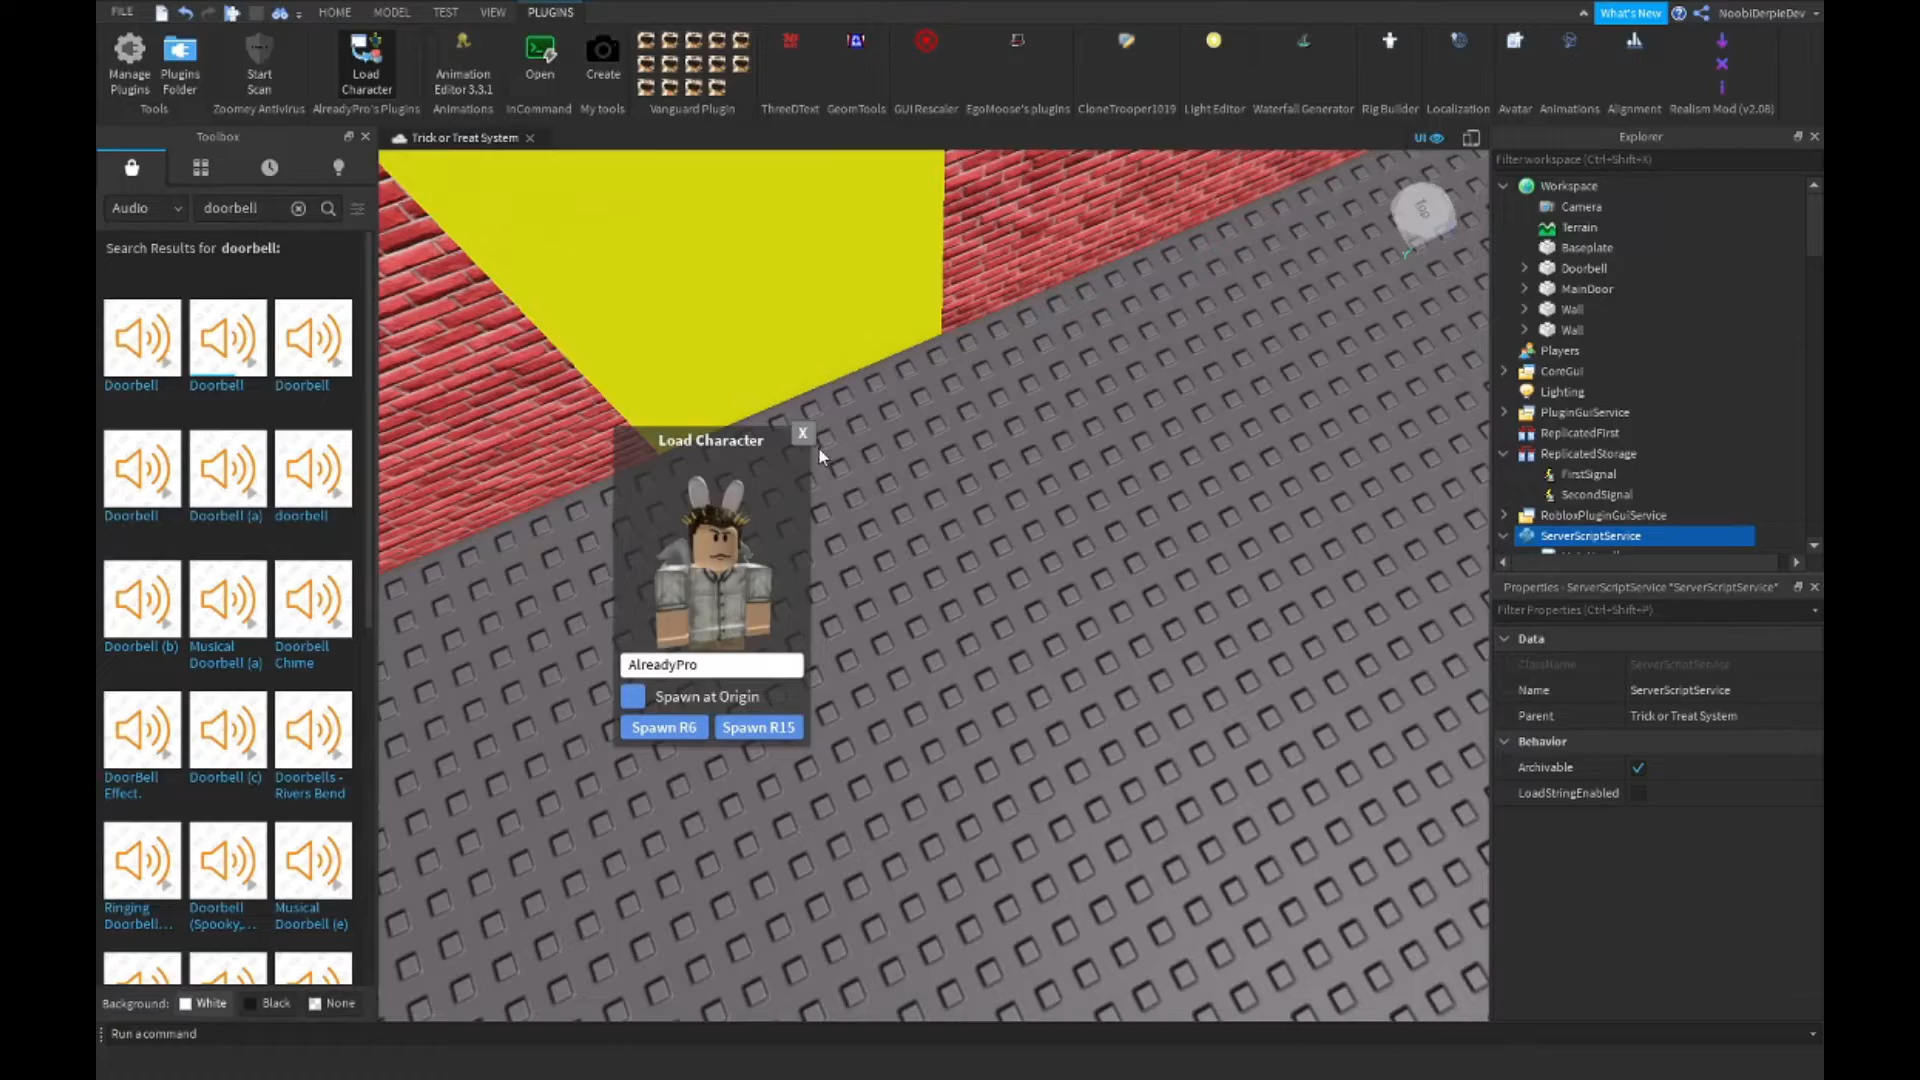 FILE HOME MODEL TEST VIEW PLUGINS What's New NoobiDerpieDev
Manage Plugins Plugins Folder Start Scan Load Character Animation Editor 3.3.1 Open Create
Tools Zoomey Antivirus AlreadyPro's Plugins Animations InCommand My tools Vanguard Plugin ThreeDText GeomTools GUI Rescaler EgoMoose's plugins CloneTrooper1019 Light Editor Waterfall Generator Rig Builder Localization Avatar Animations Alignment Realism Mod (v2.08)
Toolbox
Audio doorbell
Search Results for doorbell:
Doorbell Doorbell Doorbell
Doorbell Doorbell (a) doorbell
Doorbell (b) Musical Doorbell (a) Doorbell Chime
DoorBell Effect. Doorbell (c) Doorbells - Rivers Bend
Ringing Doorbell... Doorbell (Spooky,... Musical Doorbell (e)
Background: White Black None
Run a command
Trick or Treat System
UI
Top
Load Character X
AlreadyPro
Spawn at Origin
Spawn R6 Spawn R15
Explorer
Filter workspace (Ctrl+Shift+X)
Workspace
Camera
Terrain
Baseplate
Doorbell
MainDoor
Wall
Wall
Players
CoreGui
Lighting
PluginGuiService
ReplicatedFirst
ReplicatedStorage
FirstSignal
SecondSignal
RobloxPluginGuiService
ServerScriptService
Properties - ServerScriptService "ServerScriptService"
Filter Properties (Ctrl+Shift+P)
Data
ClassName ServerScriptService
Name ServerScriptService
Parent Trick or Treat System
Behavior
Archivable
LoadStringEnabled